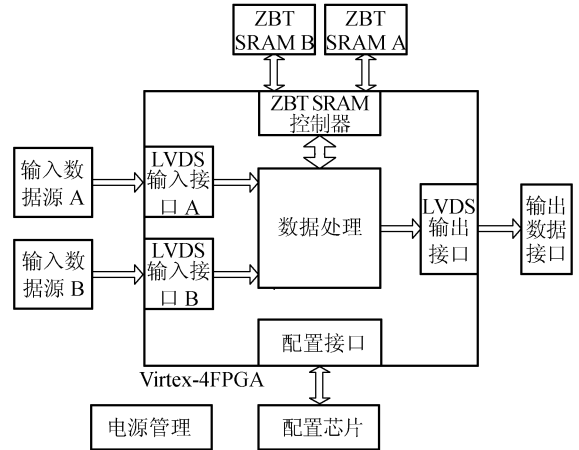 ZBT
SRAM B
ZBT
SRAM A
ZBT SRAM
控制器
输入数
据源 A
LVDS
输入接
口 A
数据处理
LVDS
输出
接口
输出
数据
接口
输入数
据源 B
LVDS
输入接
口 B
配置接口
Virtex-4FPGA
电源管理
配置芯片